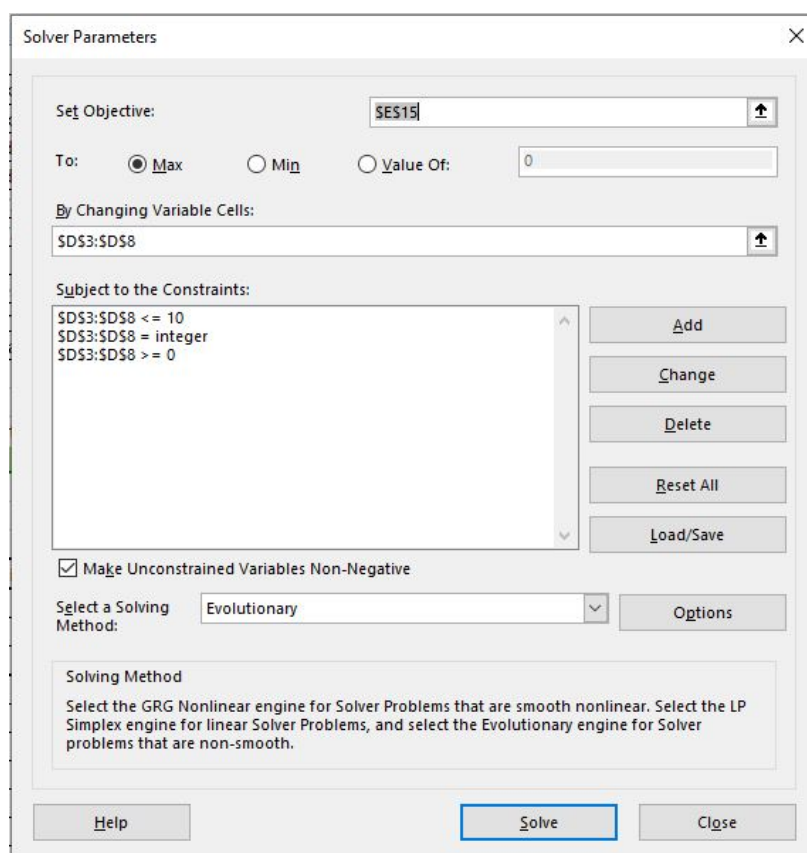 Solver Parameters
Set Objective:
$E$15
To:
Max
Min
Value Of:
0
By Changing Variable Cells:
$D$3:$D$8
Subject to the Constraints:
$D$3:$D$8 <= 10
$D$3:$D$8 = integer
$D$3:$D$8 >= 0
Add
Change
Delete
Reset All
Load/Save
Make Unconstrained Variables Non-Negative
Select a Solving
Method:
Evolutionary
Options
Solving Method
Select the GRG Nonlinear engine for Solver Problems that are smooth nonlinear. Select the LP
Simplex engine for linear Solver Problems, and select the Evolutionary engine for Solver
problems that are non-smooth.
Help
Solve
Close